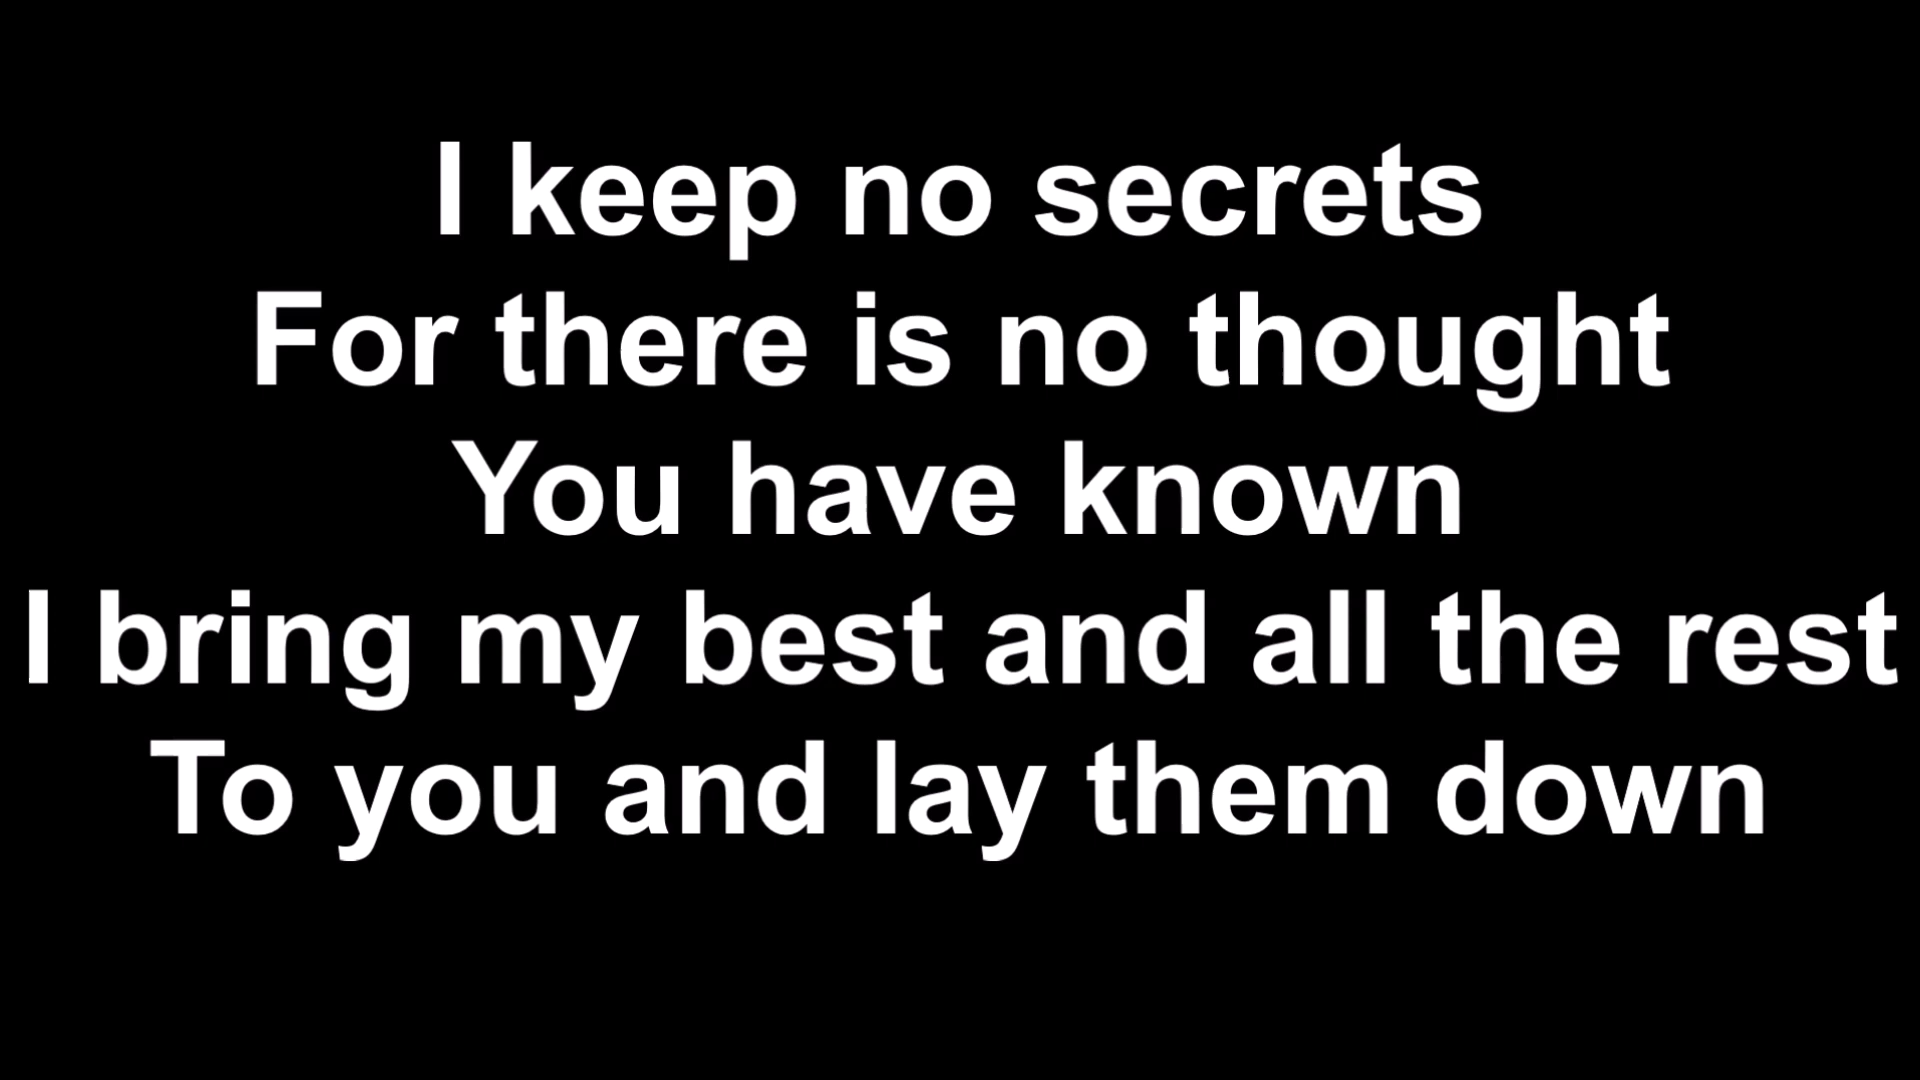 I keep no secrets
For there is no thought
You have known
I bring my best and all the rest
To you and lay them down